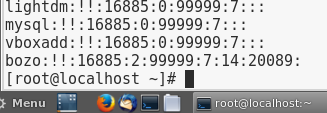 lightdm:!!:16885:0:99999:7:::
mysql:!!:16885:0:99999:7:::
vboxadd:!!:16885:0:99999:7:::
bozo:!!:16885:2:99999:7:14:20089:
[root@localhost ~]#
Menu
root@localhost:~